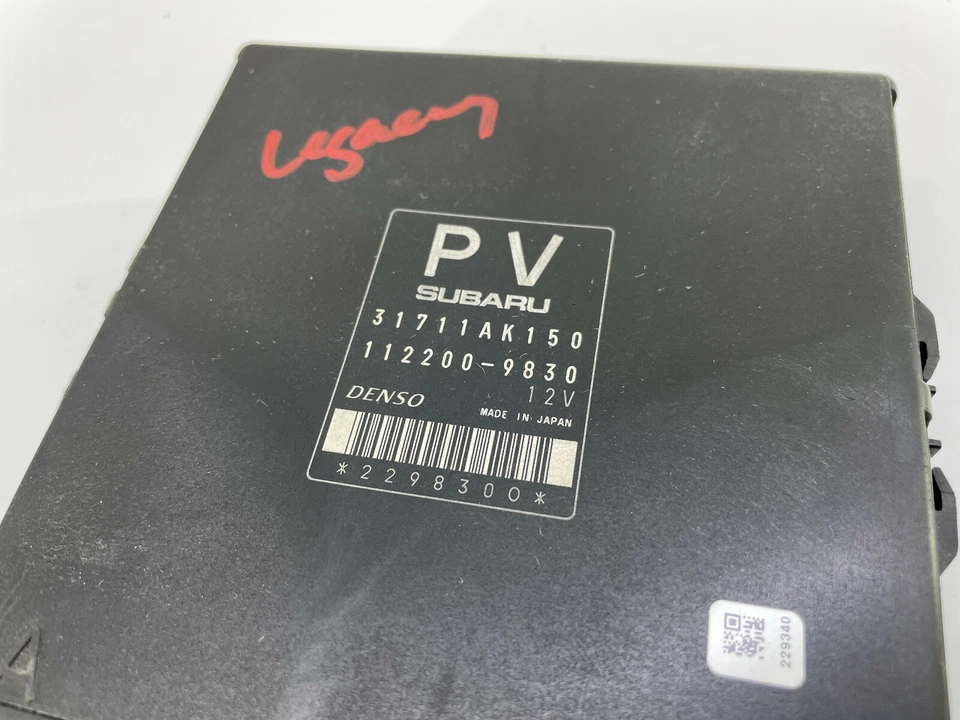 Legacy
PV
SUBARU
31711AK150
112200-9830
12V
DENSO
MADE IN JAPAN
*2298300*
229340